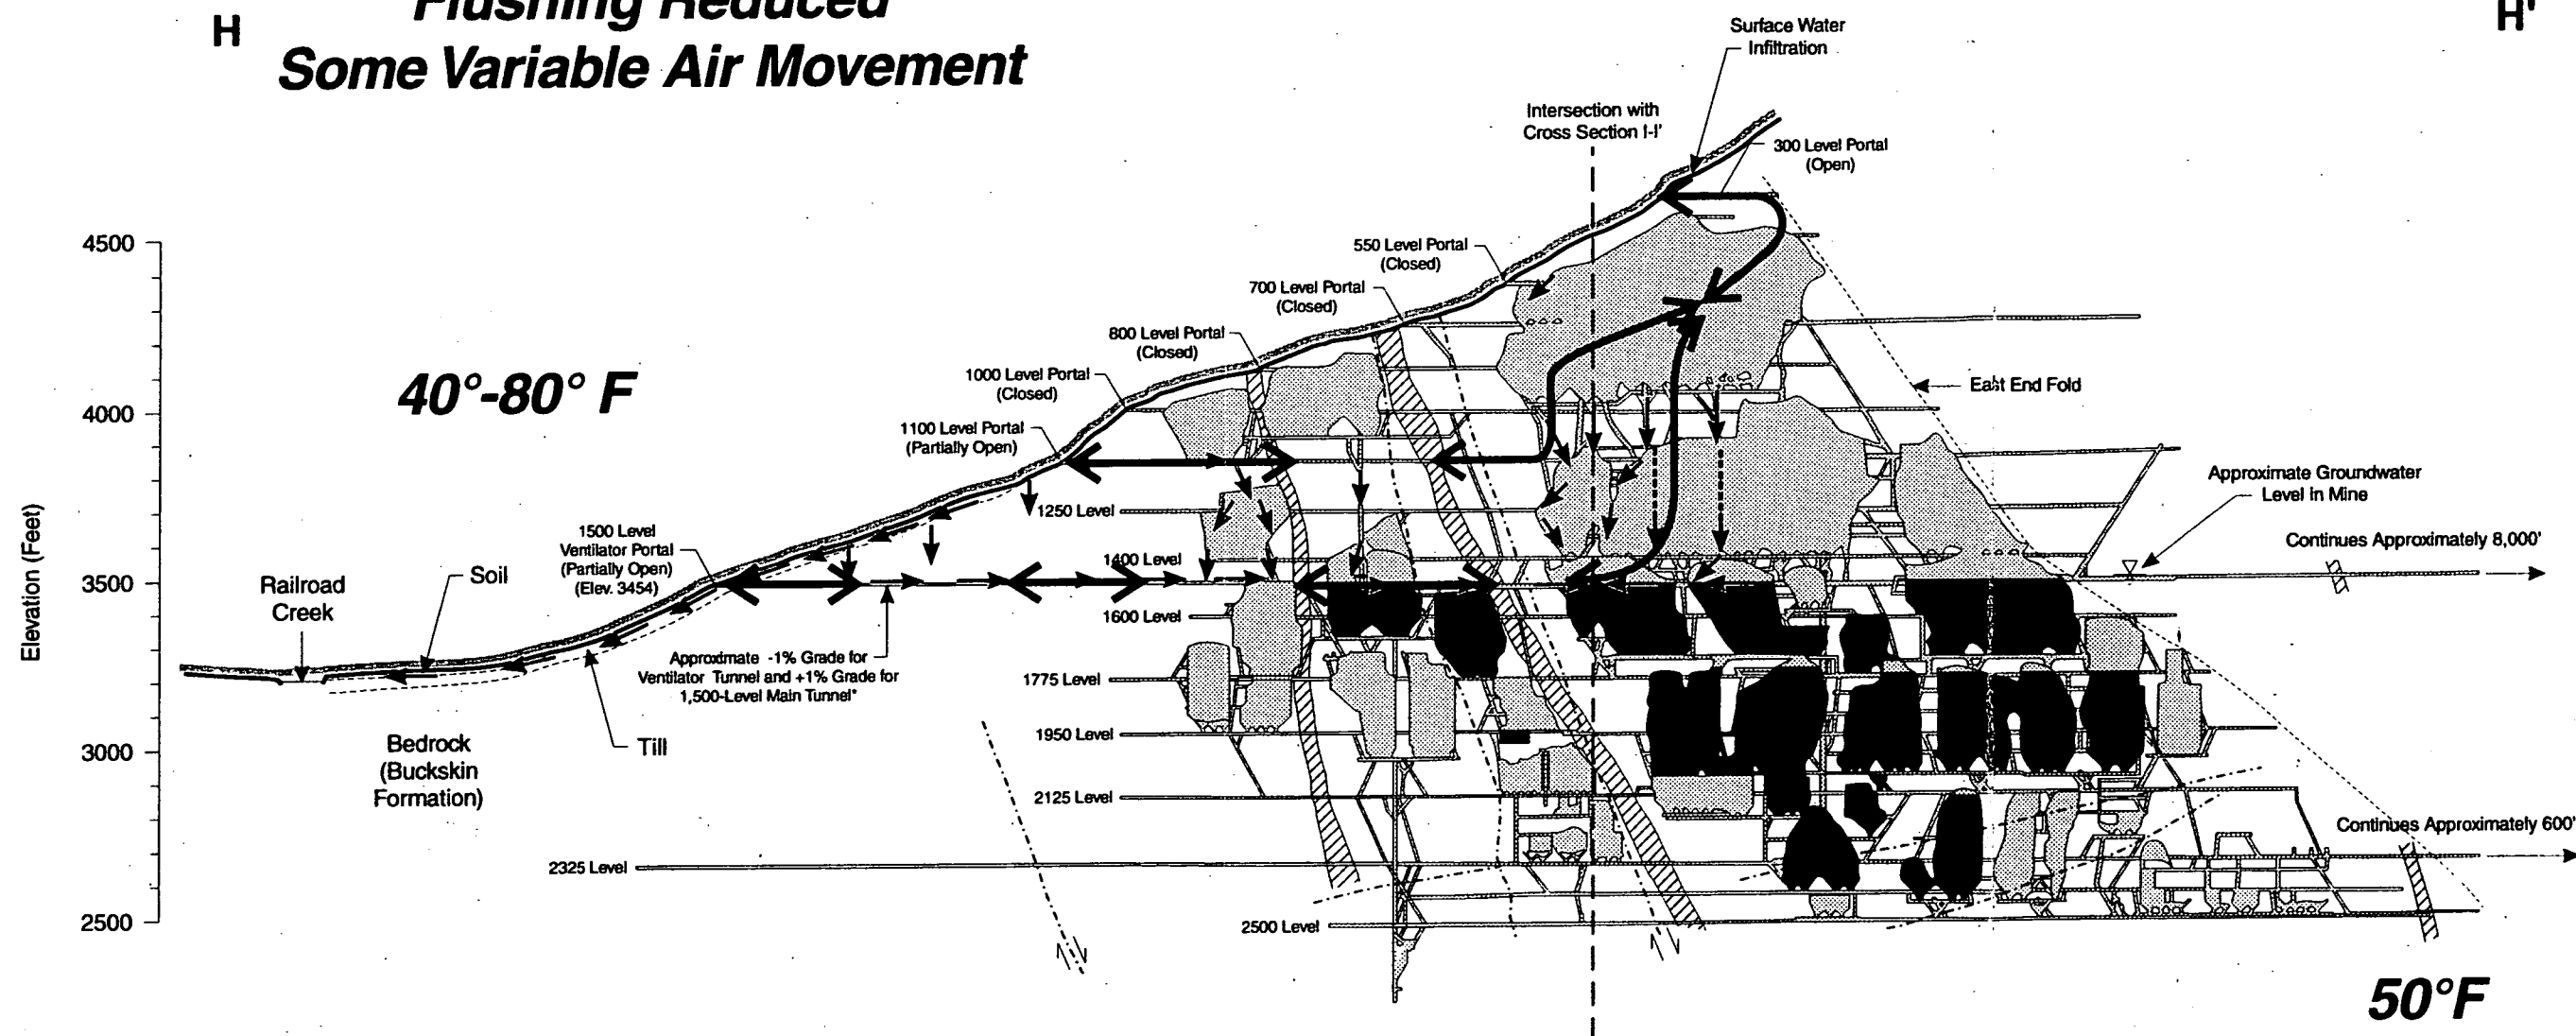 Flushing Reduced
Some Variable Air Movement
H
H'
Surface Water
Infiltration
Intersection with
Cross Section I-I'
300 Level Portal
(Open)
4500
550 Level Portal
(Closed)
700 Level Portal
(Closed)
800 Level Portal
(Closed)
40°-80° F
1000 Level Portal
(Closed)
East End Fold
4000
1100 Level Portal
(Partially Open)
Approximate Groundwater
Level in Mine
Elevation (Feet)
1250 Level
1500 Level
Ventilator Portal
(Partially Open)
(Elev. 3454)
Continues Approximately 8,000'
1400 Level
3500
Railroad
Creek
Soil
1600 Level
Approximate -1% Grade for
Ventilator Tunnel and +1% Grade for
1,500-Level Main Tunnel*
1775 Level
1950 Level
3000
Bedrock
(Buckskin
Formation)
Till
2125 Level
Continues Approximately 600'
2325 Level
2500
2500 Level
50°F